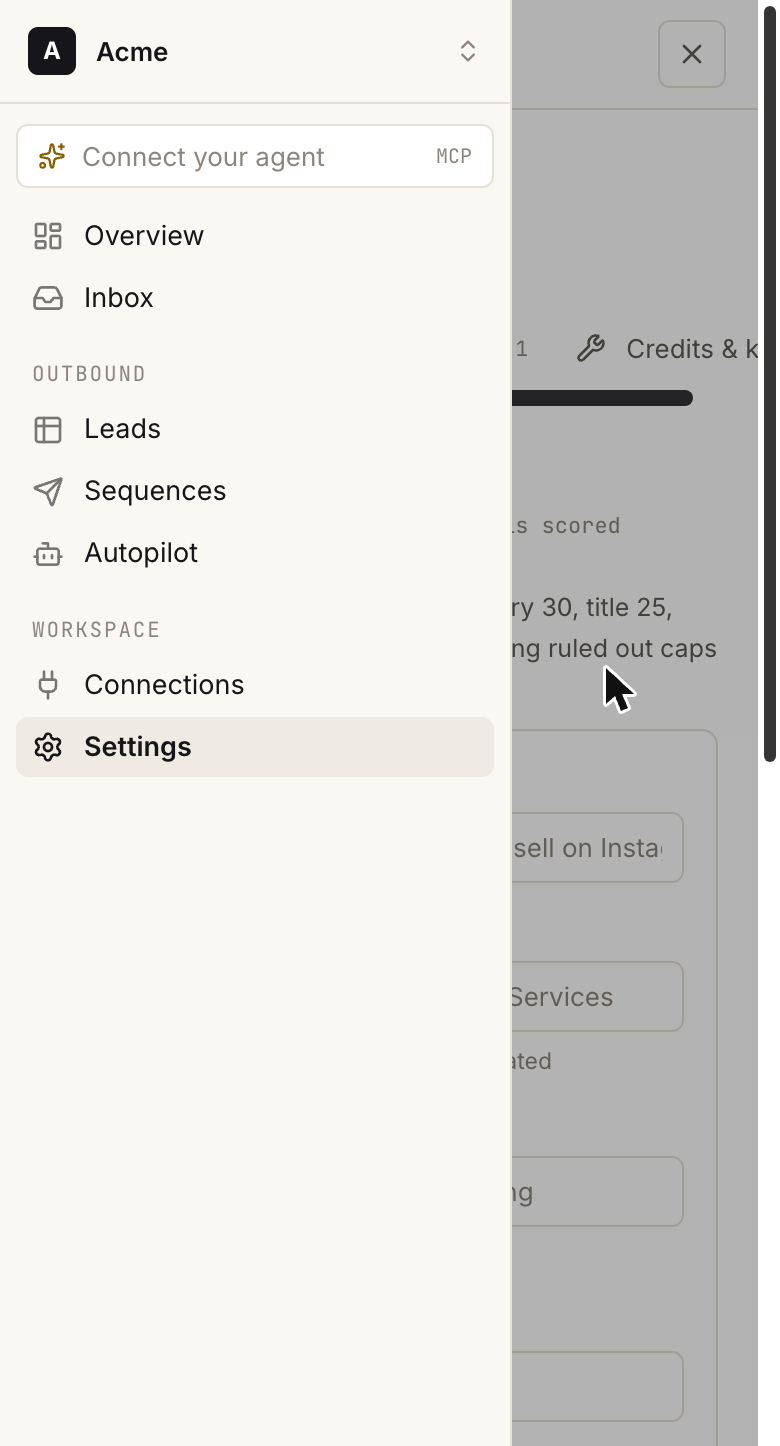 A Acme
Connect your agent MCP
Overview
Inbox
1 Credits & k
OUTBOUND
Leads
Sequences
ls scored
Autopilot
ry 30, title 25,
WORKSPACE
ng ruled out caps
Connections
Settings
sell on Insta
Services
ated
ng